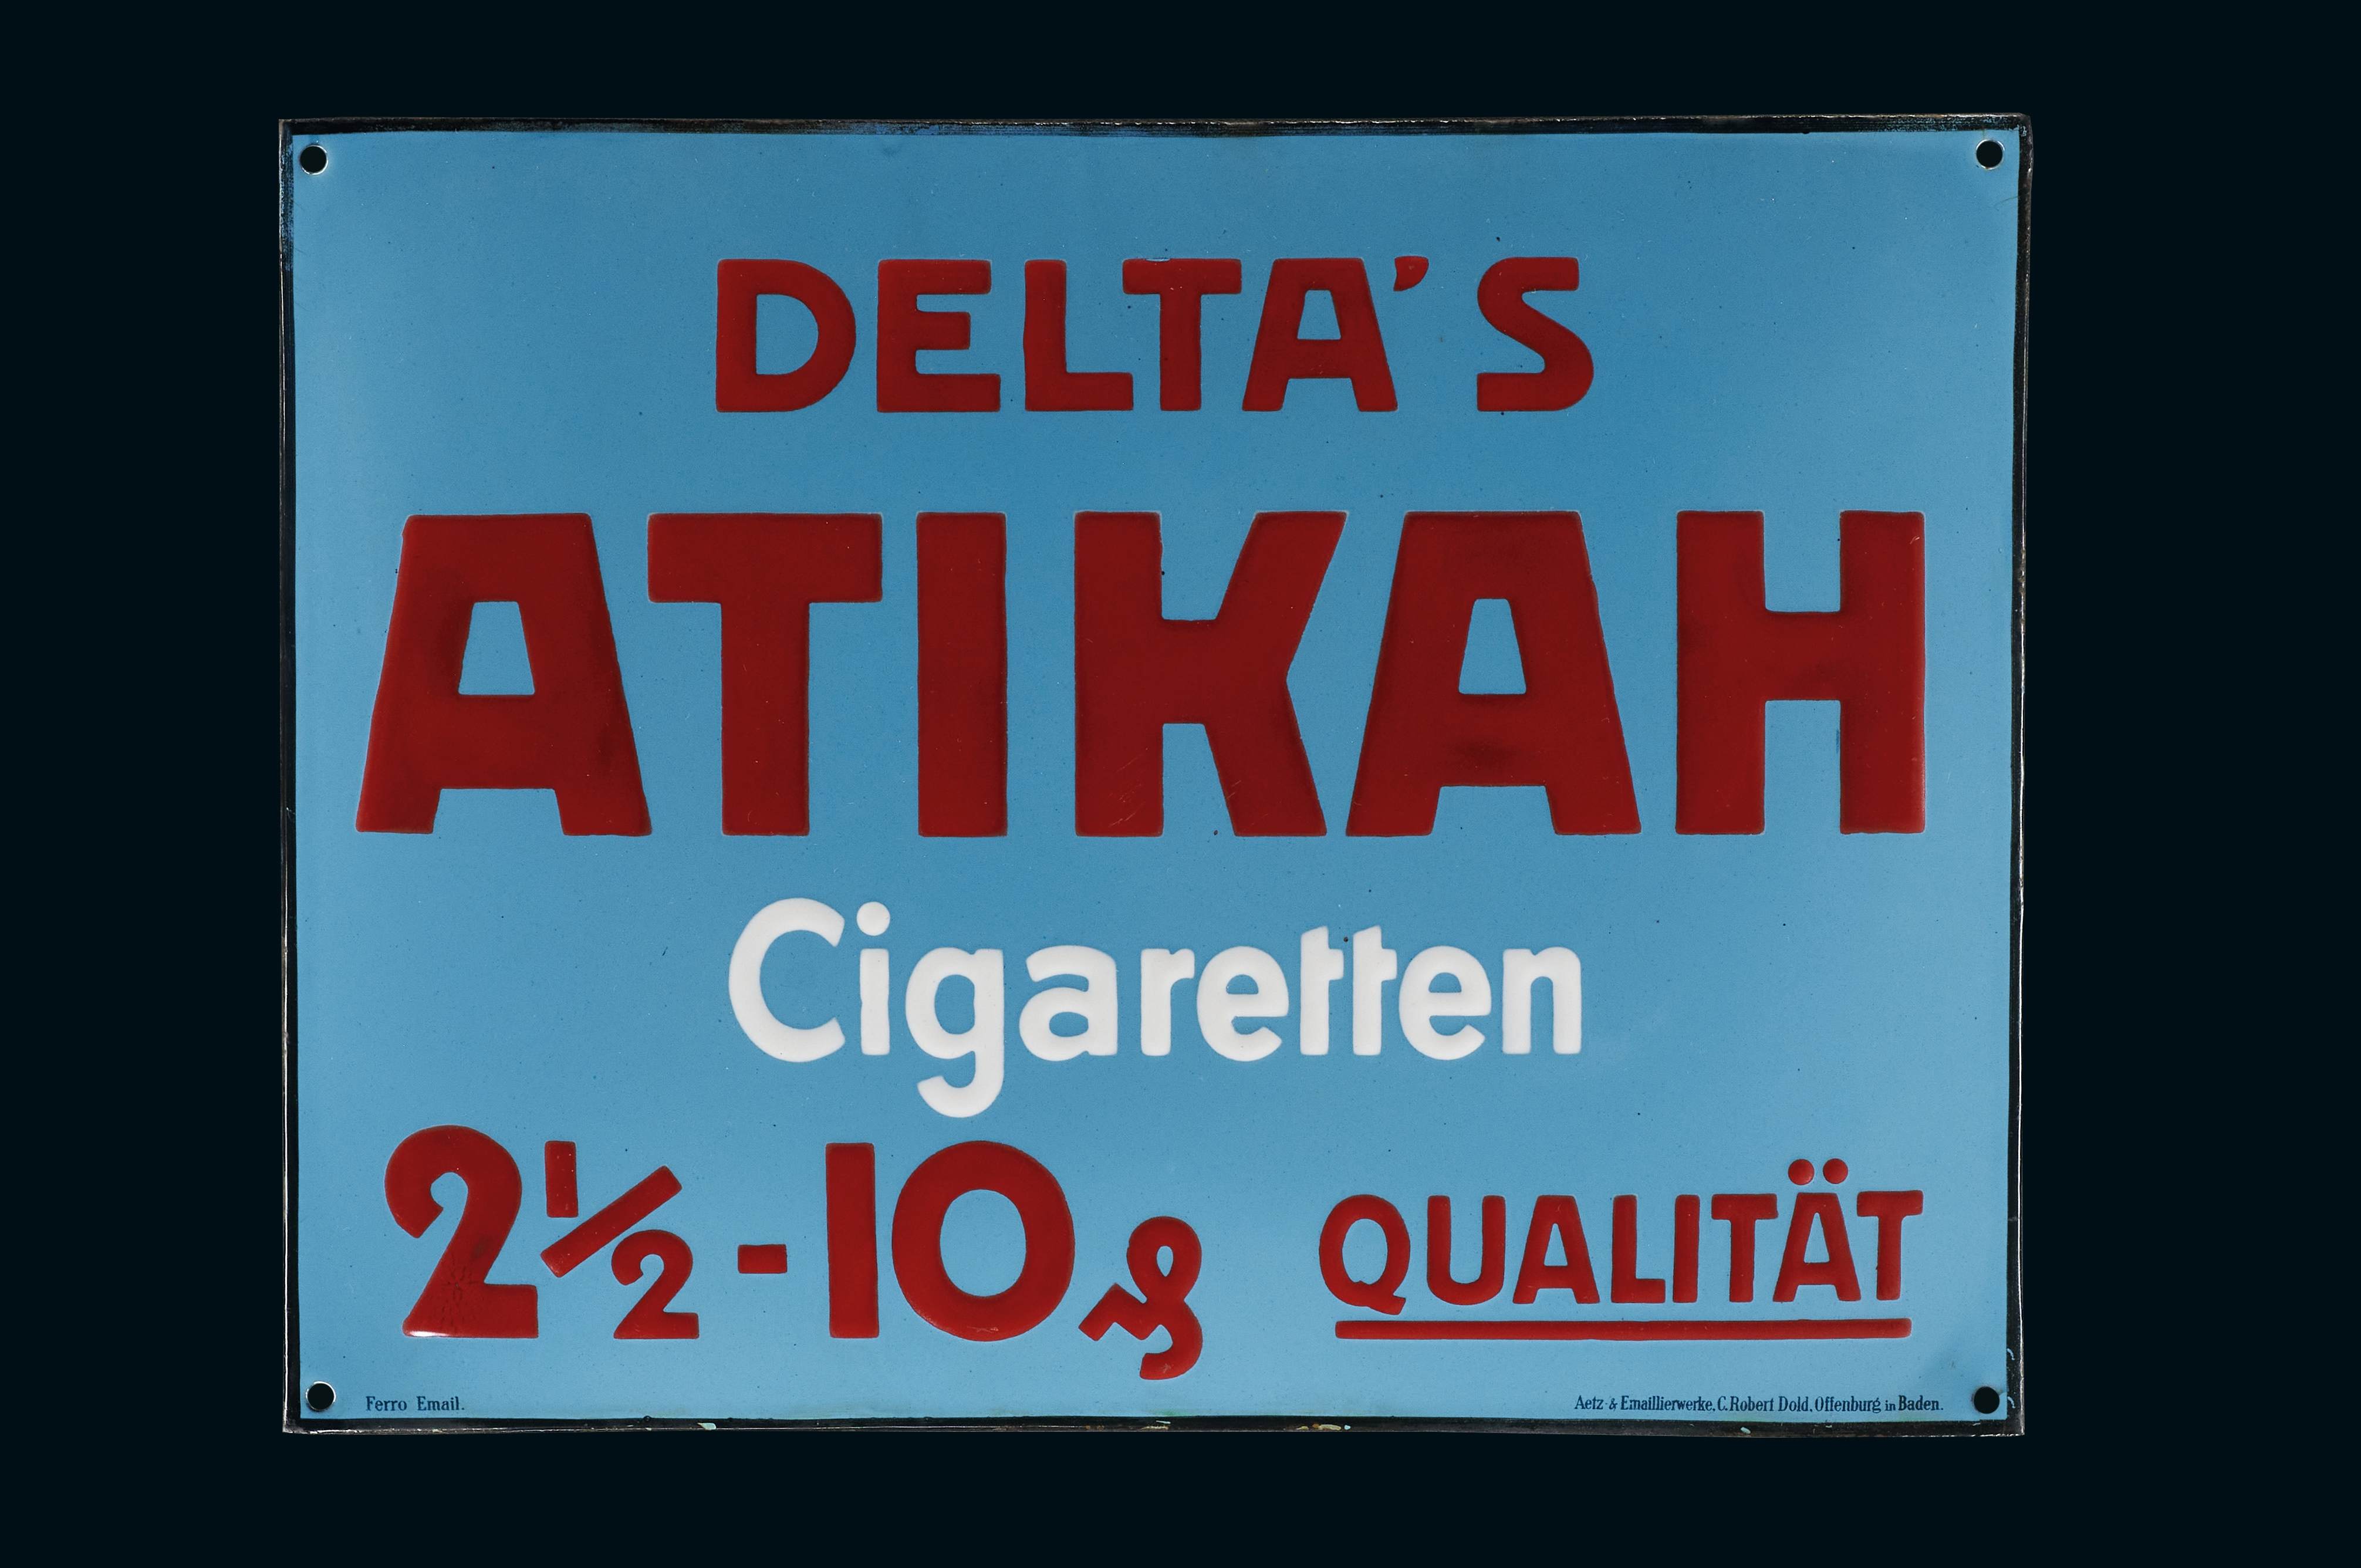 DELTA'S
ATIKAH
Cigaretten
2½-10₰ QUALITÄT
Ferro Email.
Aetz & Emaillierwerke, C. Robert Dold, Offenburg in Baden.